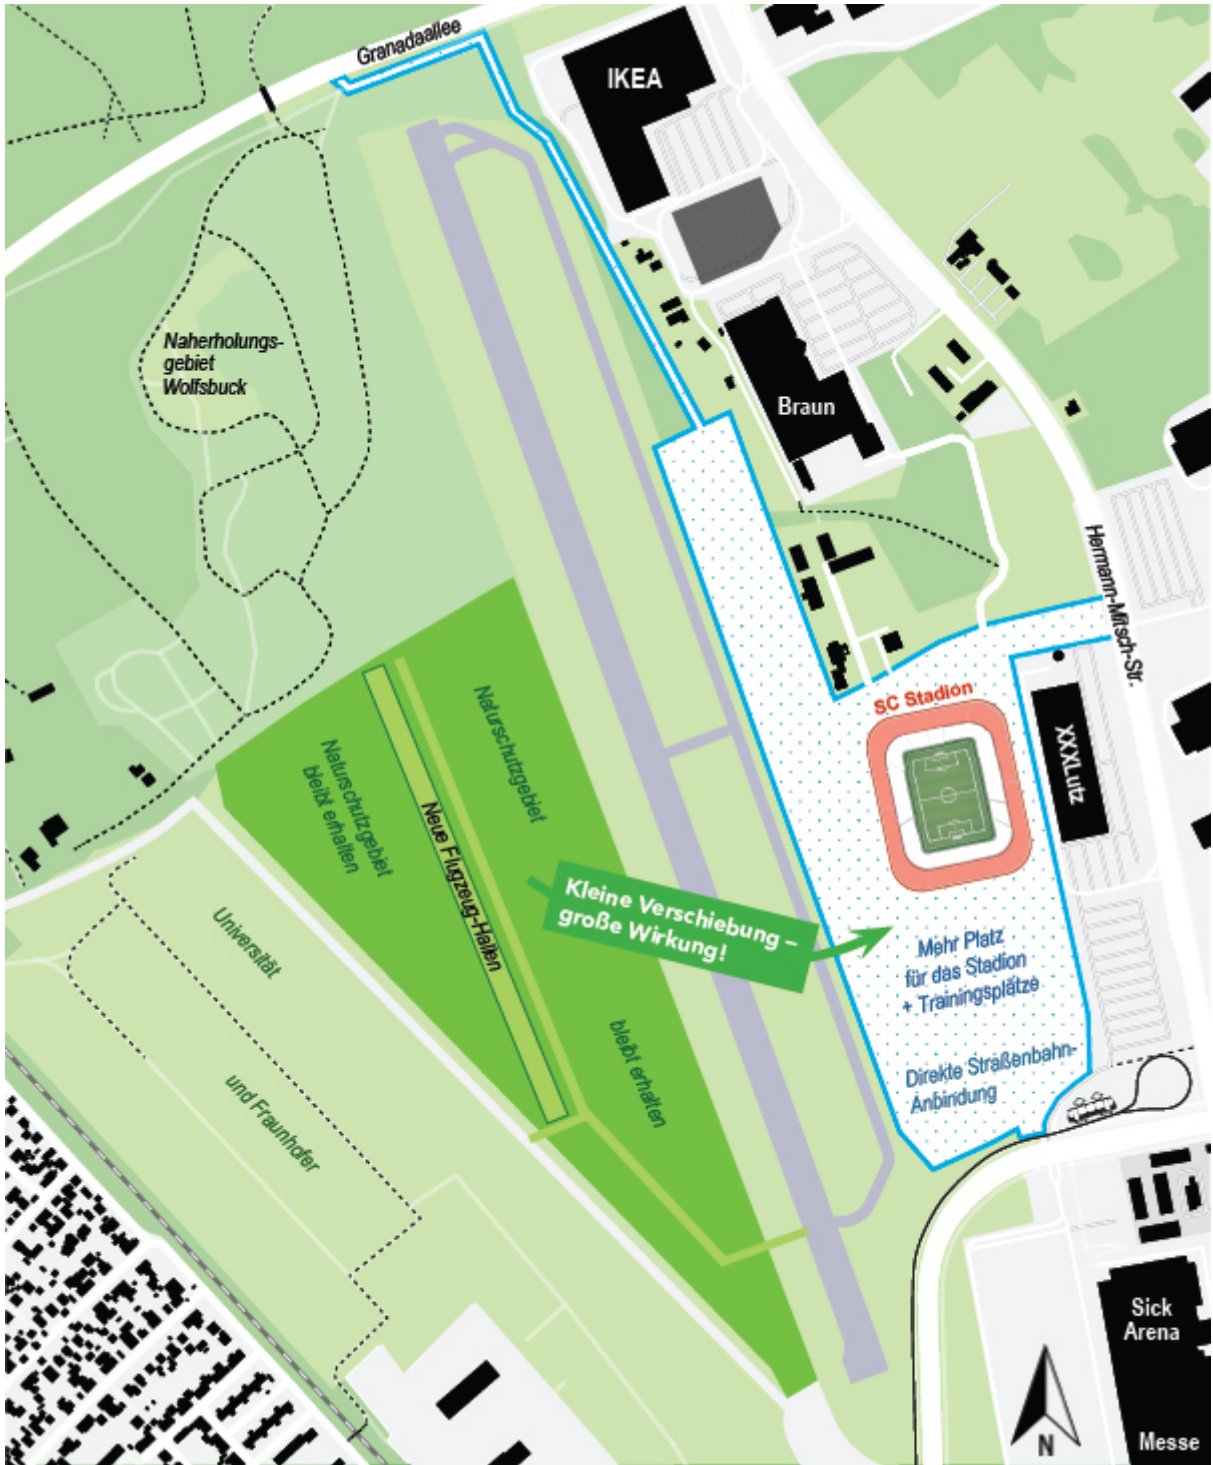 Granadaallee
IKEA
Naherholungs-
gebiet
Wolfsbuck
Braun
Hermann-Mitsch-Str.
SC Stadion
XXXLutz
Naturschutzgebiet
bleibt erhalten
Neue Flugzeug-Hallen
Naturschutzgebiet
bleibt erhalten
Kleine Verschiebung –
große Wirkung!
Mehr Platz
für das Stadion
+ Trainingsplätze
Direkte Straßenbahn-
Anbindung
Universität
und Fraunhofer
Sick
Arena
Messe
N